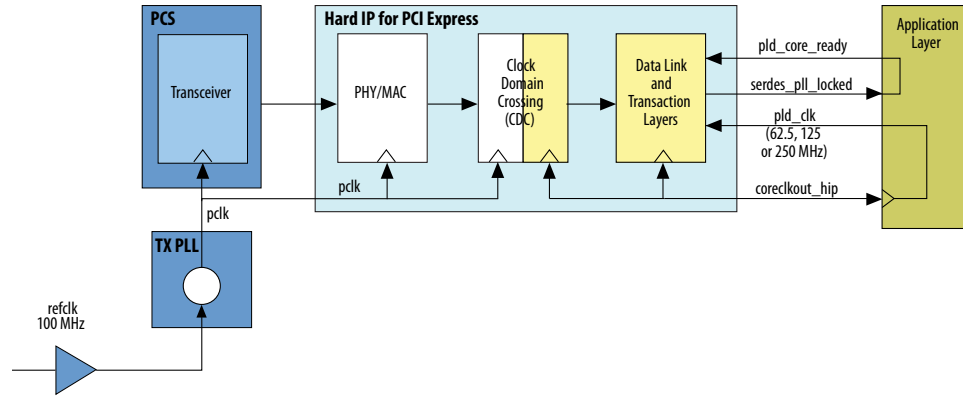 PCS
Hard IP for PCI Express
Application
Layer
Transceiver
PHY/MAC
Clock
Domain
Crossing
(CDC)
Data Link
and
Transaction
Layers
pld_core_ready
serdes_pll_locked
pld_clk
(62.5, 125
or 250 MHz)
coreclkout_hip
pclk
pclk
TX PLL
refclk
100 MHz